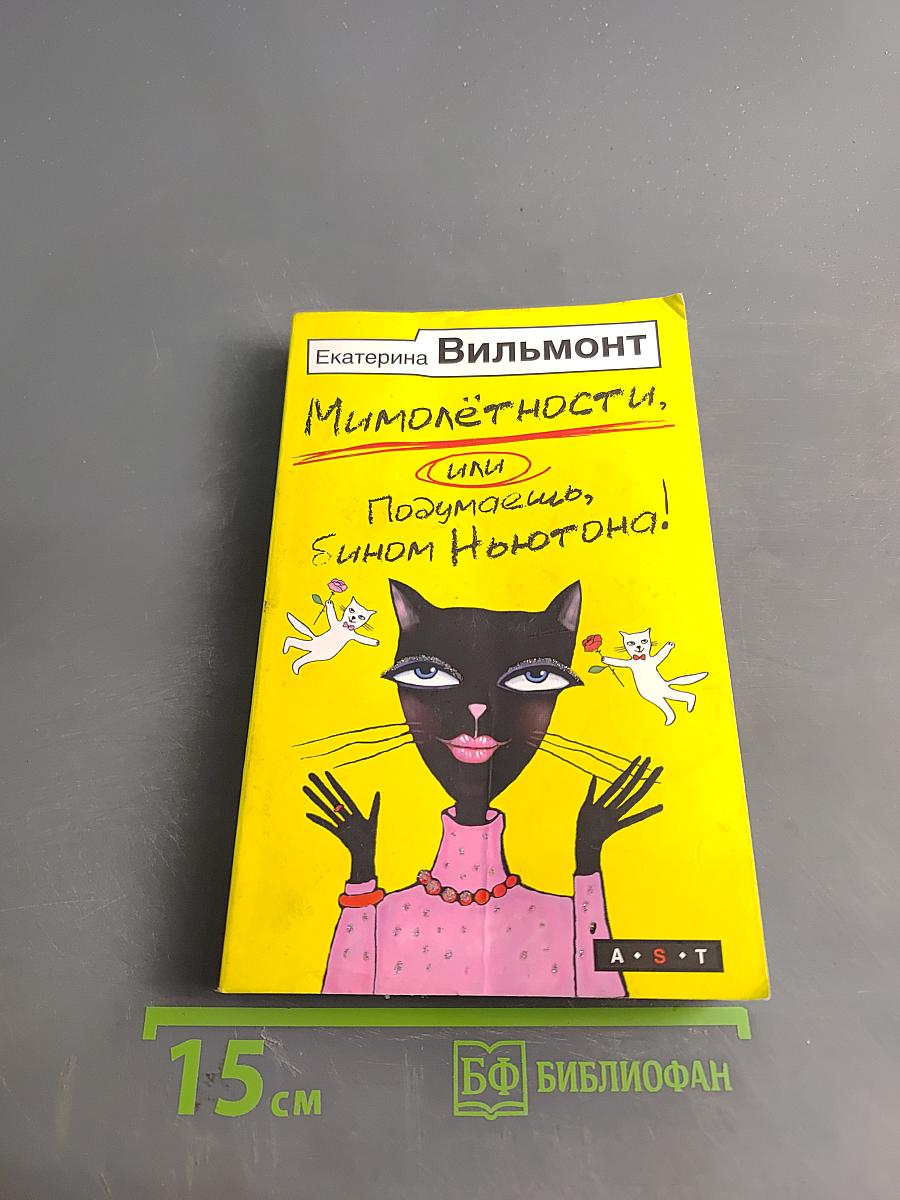 Екатерина Вильмонт
Мимолётности,
или
Подумаешь,
бином Ньютона!
A·S·T
15 см
БФ БИБЛИОФАН